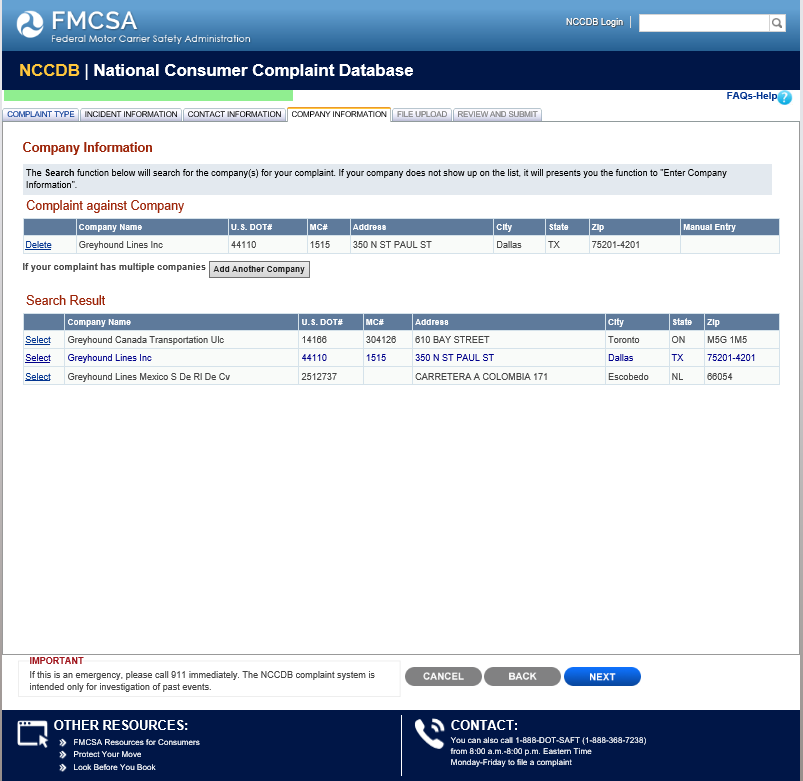 FMCSA
Federal Motor Carrier Safety Administration
NCCDB Login |
NCCDB | National Consumer Complaint Database
FAQs-Help ?
COMPLAINT TYPE INCIDENT INFORMATION CONTACT INFORMATION COMPANY INFORMATION FILE UPLOAD REVIEW AND SUBMIT
Company Information
The Search function below will search for the company(s) for your complaint. If your company does not show up on the list, it will presents you the function to "Enter Company
Information".
Complaint against Company
Company Name U.S. DOT# MC# Address City State Zip Manual Entry
Delete Greyhound Lines Inc 44110 1515 350 N ST PAUL ST Dallas TX 75201-4201
If your complaint has multiple companies Add Another Company
Search Result
Company Name U.S. DOT# MC# Address City State Zip
Select Greyhound Canada Transportation Ulc 14166 304126 610 BAY STREET Toronto ON M5G 1M5
Select Greyhound Lines Inc 44110 1515 350 N ST PAUL ST Dallas TX 75201-4201
Select Greyhound Lines Mexico S De Rl De Cv 2512737 CARRETERA A COLOMBIA 171 Escobedo NL 66054
IMPORTANT
If this is an emergency, please call 911 immediately. The NCCDB complaint system is
intended only for investigation of past events.
CANCEL BACK NEXT
OTHER RESOURCES:
FMCSA Resources for Consumers
Protect Your Move
Look Before You Book
CONTACT:
You can also call 1-888-DOT-SAFT (1-888-368-7238)
from 8:00 a.m.-8:00 p.m. Eastern Time
Monday-Friday to file a complaint